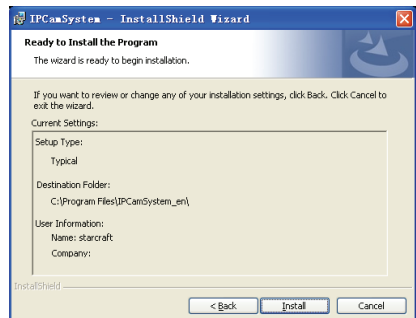 IPCamSystem - InstallShield Wizard
Ready to Install the Program
The wizard is ready to begin installation.
If you want to review or change any of your installation settings, click Back. Click Cancel to
exit the wizard.
Current Settings:
Setup Type:
Typical
Destination Folder:
C:\Program Files\IPCamSystem_en\
User Information:
Name: starcraft
Company:
InstallShield
< Back Install Cancel